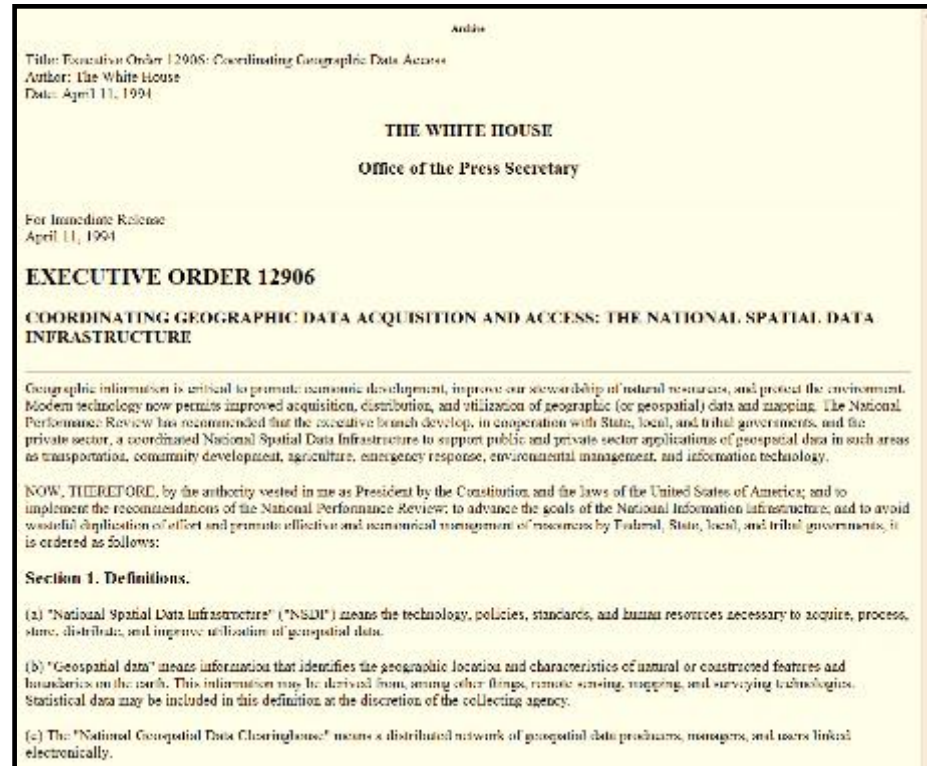 Archive
Title: Executive Order 12906: Coordinating Geographic Data Access
Author: The White House
Date: April 11, 1994
THE WHITE HOUSE
Office of the Press Secretary
For Immediate Release
April 11, 1994
EXECUTIVE ORDER 12906
COORDINATING GEOGRAPHIC DATA ACQUISITION AND ACCESS: THE NATIONAL SPATIAL DATA
INFRASTRUCTURE
Geographic information is critical to promote economic development, improve our stewardship of natural resources, and protect the environment.
Modern technology now permits improved acquisition, distribution, and utilization of geographic (or geospatial) data and mapping. The National
Performance Review has recommended that the executive branch develop, in cooperation with State, local, and tribal governments, and the
private sector, a coordinated National Spatial Data Infrastructure to support public and private sector applications of geospatial data in such areas
as transportation, community development, agriculture, emergency response, environmental management, and information technology.
NOW, THEREFORE, by the authority vested in me as President by the Constitution and the laws of the United States of America; and to
implement the recommendations of the National Performance Review; to advance the goals of the National Information Infrastructure; and to avoid
wasteful duplication of effort and promote effective and economical management of resources by Federal, State, local, and tribal governments, it
is ordered as follows:
Section 1. Definitions.
(a) "National Spatial Data Infrastructure" ("NSDI") means the technology, policies, standards, and human resources necessary to acquire, process,
store, distribute, and improve utilization of geospatial data.
(b) "Geospatial data" means information that identifies the geographic location and characteristics of natural or constructed features and
boundaries on the earth. This information may be derived from, among other things, remote sensing, mapping, and surveying technologies.
Statistical data may be included in this definition at the discretion of the collecting agency.
(c) The "National Geospatial Data Clearinghouse" means a distributed network of geospatial data producers, managers, and users linked
electronically.